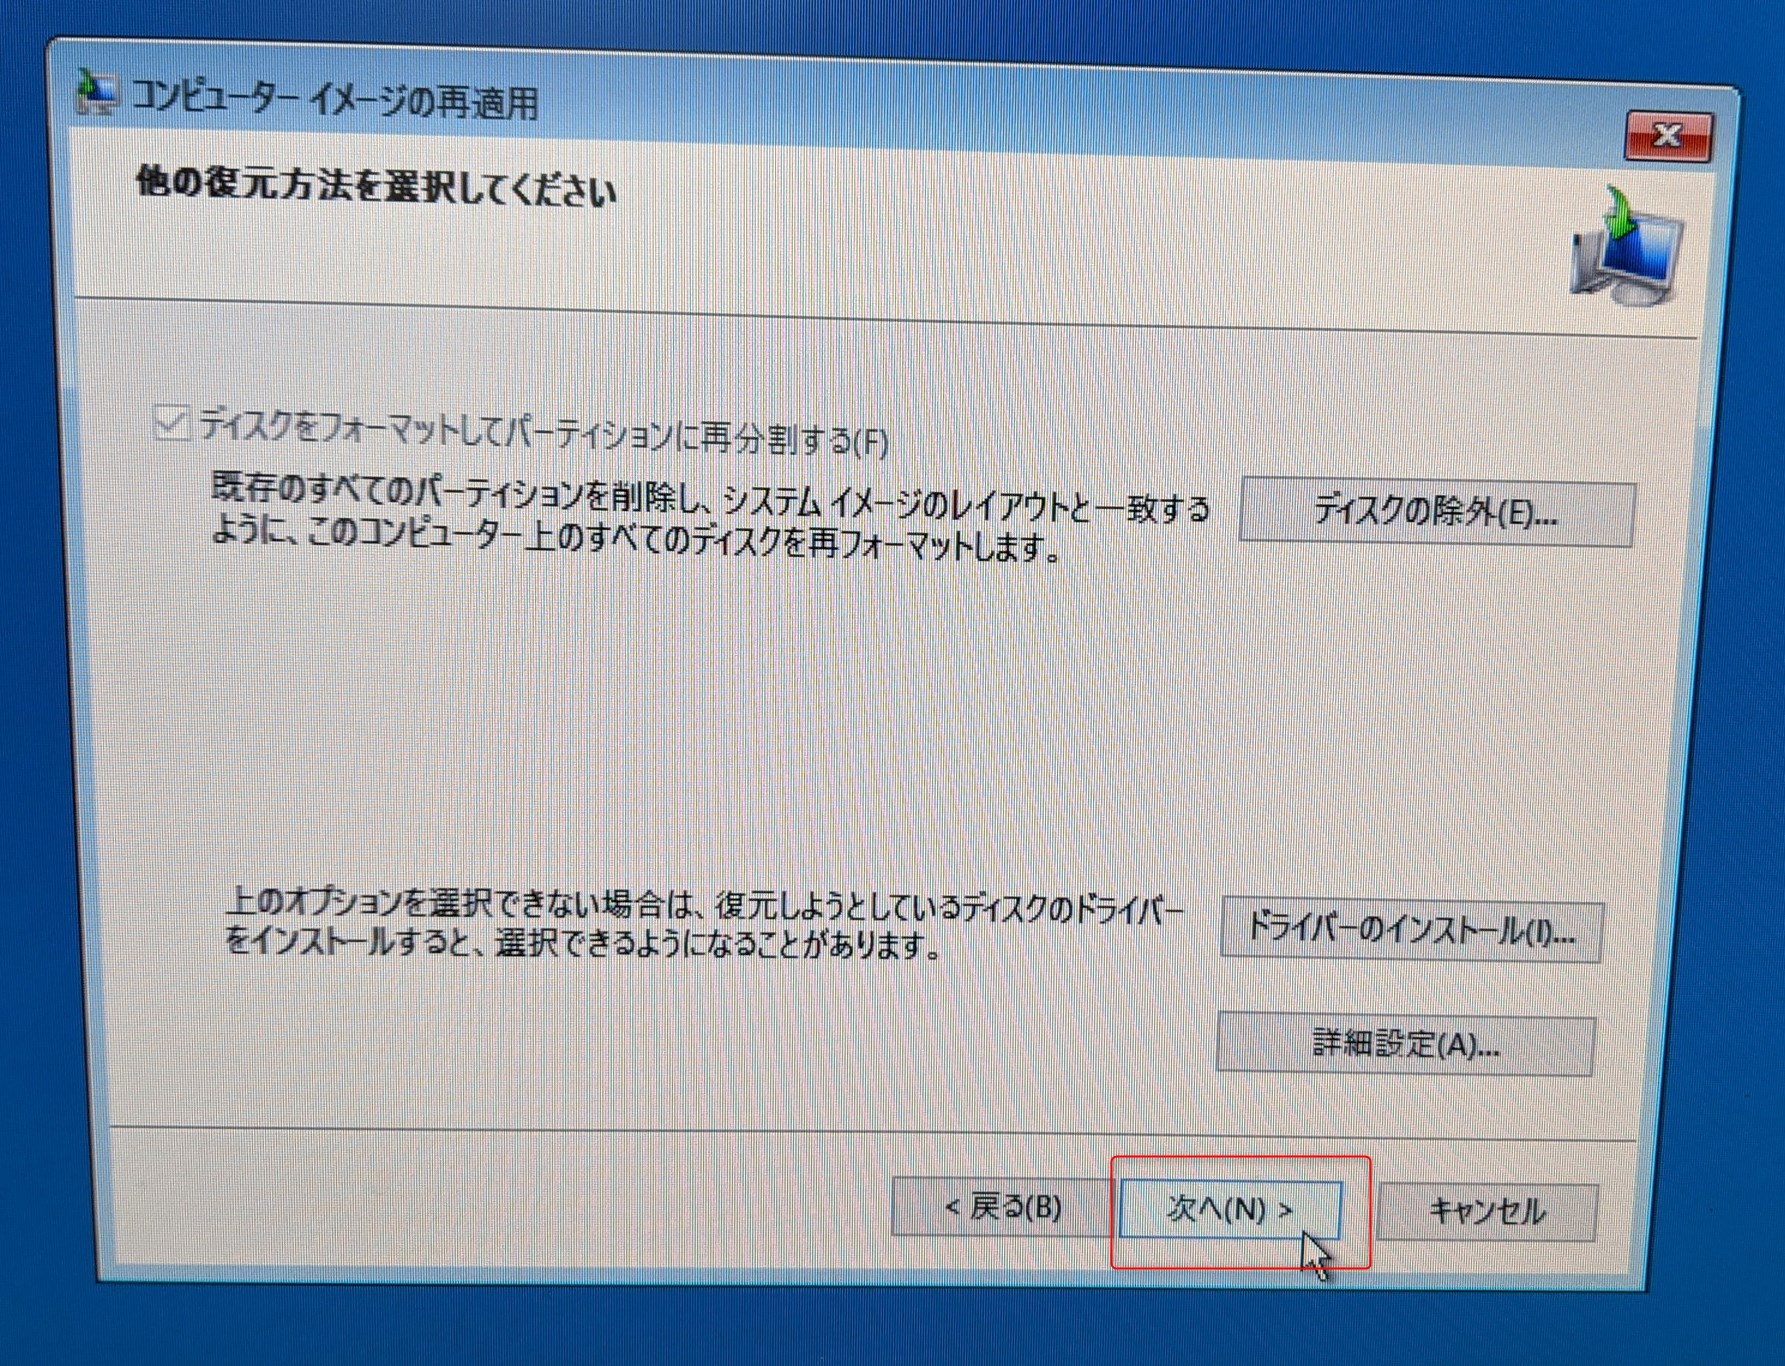 コンピューター イメージの再適用
他の復元方法を選択してください
ディスクをフォーマットしてパーティションに再分割する(F)
既存のすべてのパーティションを削除し、システム イメージのレイアウトと一致する
ように、このコンピューター上のすべてのディスクを再フォーマットします。
ディスクの除外(E)...
上のオプションを選択できない場合は、復元しようとしているディスクのドライバー
をインストールすると、選択できるようになることがあります。
ドライバーのインストール(I)...
詳細設定(A)...
< 戻る(B)
次へ(N) >
キャンセル